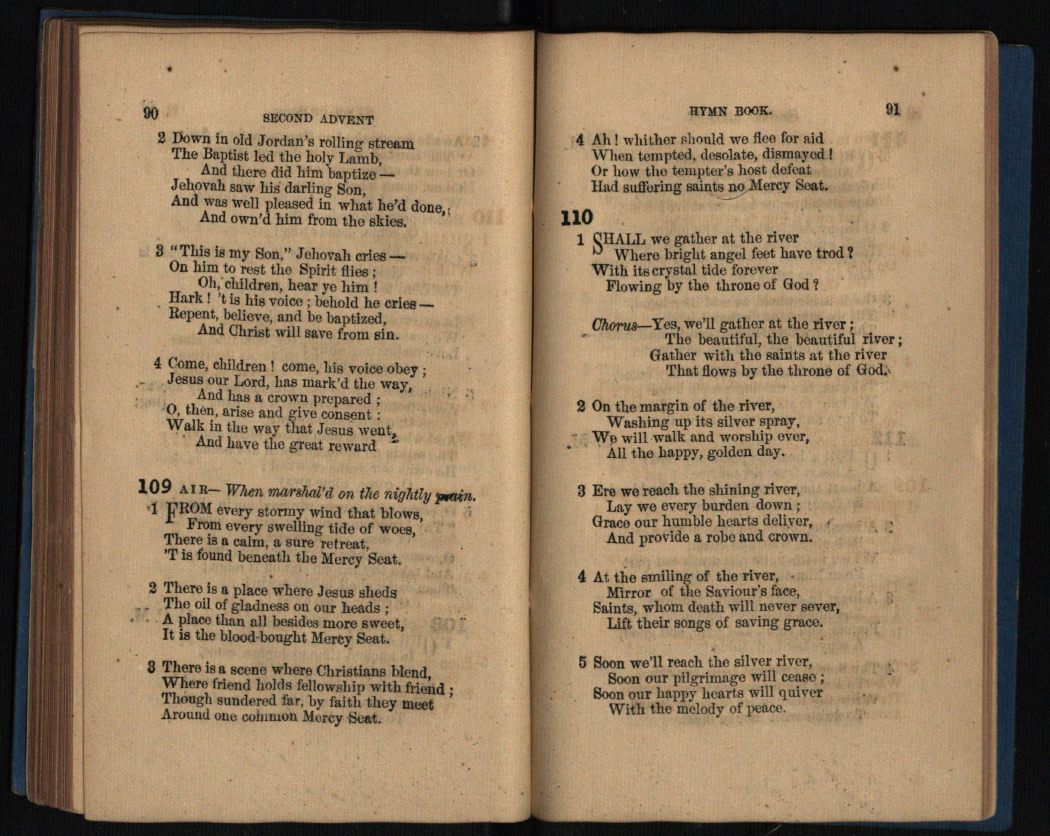 90
SECOND ADVENT
2 Down in old Jordan's rolling stream
The Baptist led the holy Lamb,
And there did him baptize —
Jehovah saw his darling Son,
And was well pleased in what he'd done,
And own'd him from the skies.
3 "This is my Son," Jehovah cries —
On him to rest the Spirit flies ;
Oh, children, hear ye him !
Hark ! 't is his voice ; behold he cries —
Repent, believe, and be baptized,
And Christ will save from sin.
4 Come, children ! come, his voice obey ;
Jesus our Lord, has mark'd the way,
And has a crown prepared ;
O, then, arise and give consent :
Walk in the way that Jesus went,
And have the great reward
109 AIR— When marshal'd on the nightly
1 FROM every stormy wind that blows,
From every swelling tide of woes,
There is a calm, a sure retreat,
'T is found beneath the Mercy Seat.
2 There is a place where Jesus sheds
The oil of gladness on our heads ;
A place than all besides more sweet,
It is the blood-bought Mercy Seat.
3 There is a scene where Christians blend,
Where friend holds fellowship with friend ;
Though sundered far, by faith they meet
Around one common Mercy Seat.
HYMN BOOK.
91
4 Ah ! whither should we flee for aid
When tempted, desolate, dismayed !
Or how the tempter's host defeat
Had suffering saints no Mercy Seat.
110
1 SHALL we gather at the river
Where bright angel feet have trod ?
With its crystal tide forever
Flowing by the throne of God ?
Chorus—Yes, we'll gather at the river ;
The beautiful, the beautiful river ;
Gather with the saints at the river
That flows by the throne of God.
2 On the margin of the river,
Washing up its silver spray,
We will walk and worship ever,
All the happy, golden day.
3 Ere we reach the shining river,
Lay we every burden down ;
Grace our humble hearts deliver,
And provide a robe and crown.
4 At the smiling of the river,
Mirror of the Saviour's face,
Saints, whom death will never sever,
Lift their songs of saving grace.
5 Soon we'll reach the silver river,
Soon our pilgrimage will cease ;
Soon our happy hearts will quiver
With the melody of peace.